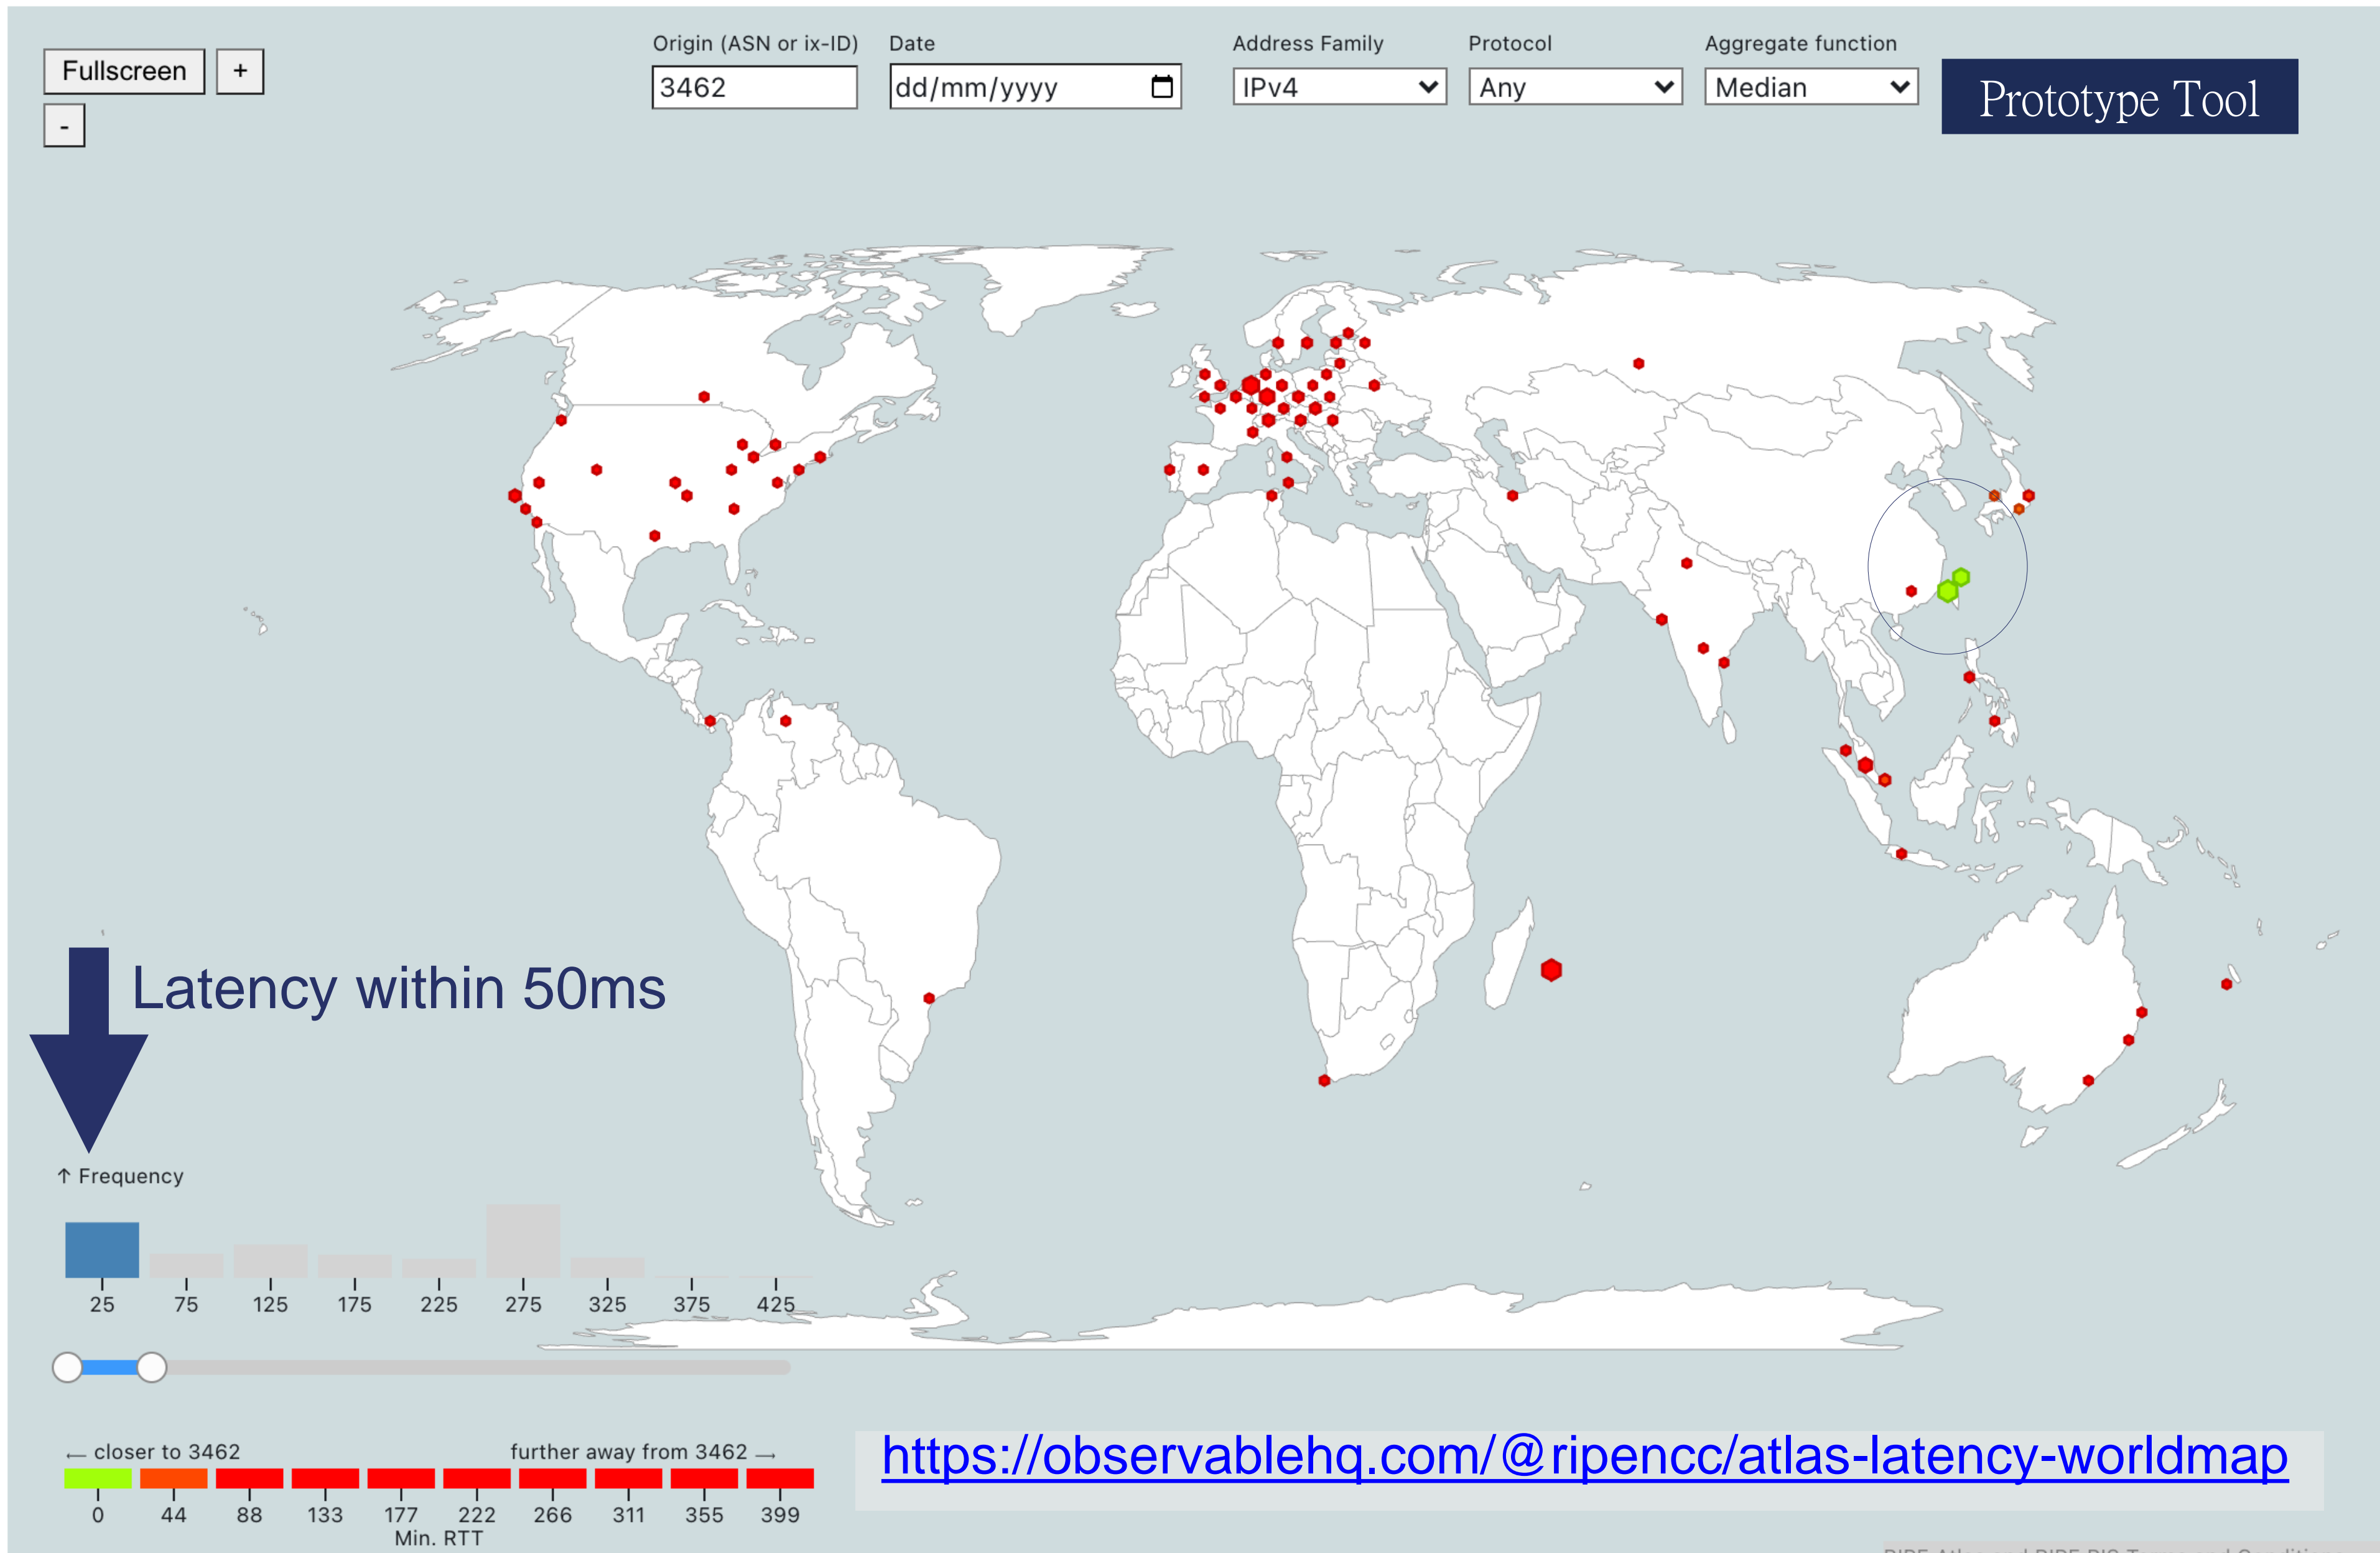 Fullscreen
+
-
Origin (ASN or ix-ID)
3462
Date
dd/mm/yyyy
Address Family
IPv4
Protocol
Any
Aggregate function
Median
Prototype Tool
Latency within 50ms
↑ Frequency
25 75 125 175 225 275 325 375 425
← closer to 3462
further away from 3462 →
0 44 88 133 177 222 266 311 355 399
Min. RTT
https://observablehq.com/@ripencc/atlas-latency-worldmap